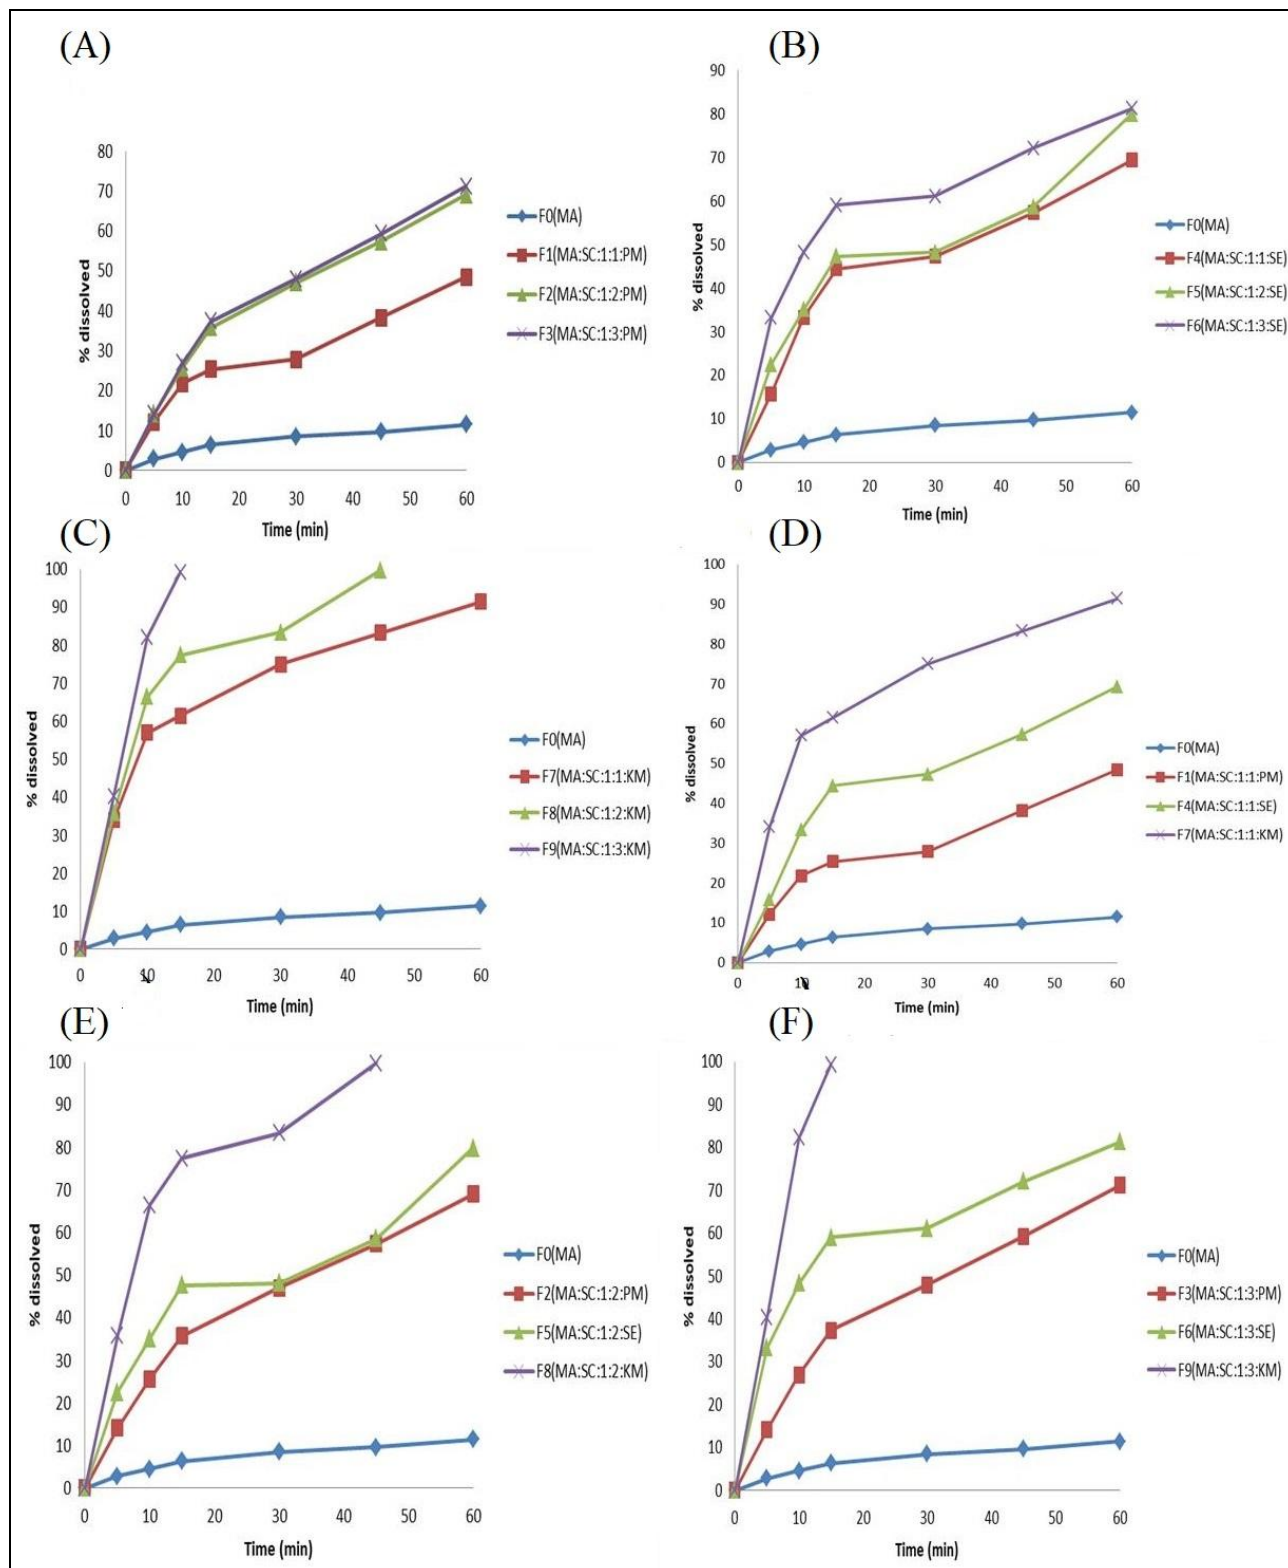 (A)
80
70
60
50
40
30
20
10
0
% dissolved
0 10 20 30 40 50 60
Time (min)
F0(MA)
F1(MA:SC:1:1:PM)
F2(MA:SC:1:2:PM)
F3(MA:SC:1:3:PM)
(B)
90
80
70
60
50
40
30
20
10
0
% dissolved
0 10 20 30 40 50 60
Time (min)
F0(MA)
F4(MA:SC:1:1:SE)
F5(MA:SC:1:2:SE)
F6(MA:SC:1:3:SE)
(C)
100
90
80
70
60
50
40
30
20
10
0
% dissolved
0 10 20 30 40 50 60
Time (min)
F0(MA)
F7(MA:SC:1:1:KM)
F8(MA:SC:1:2:KM)
F9(MA:SC:1:3:KM)
(D)
100
90
80
70
60
50
40
30
20
10
0
% dissolved
0 10 20 30 40 50 60
Time (min)
F0(MA)
F1(MA:SC:1:1:PM)
F4(MA:SC:1:1:SE)
F7(MA:SC:1:1:KM)
(E)
100
90
80
70
60
50
40
30
20
10
0
% dissolved
0 10 20 30 40 50 60
Time (min)
F0(MA)
F2(MA:SC:1:2:PM)
F5(MA:SC:1:2:SE)
F8(MA:SC:1:2:KM)
(F)
100
90
80
70
60
50
40
30
20
10
0
% dissolved
0 10 20 30 40 50 60
Time (min)
F0(MA)
F3(MA:SC:1:3:PM)
F6(MA:SC:1:3:SE)
F9(MA:SC:1:3:KM)